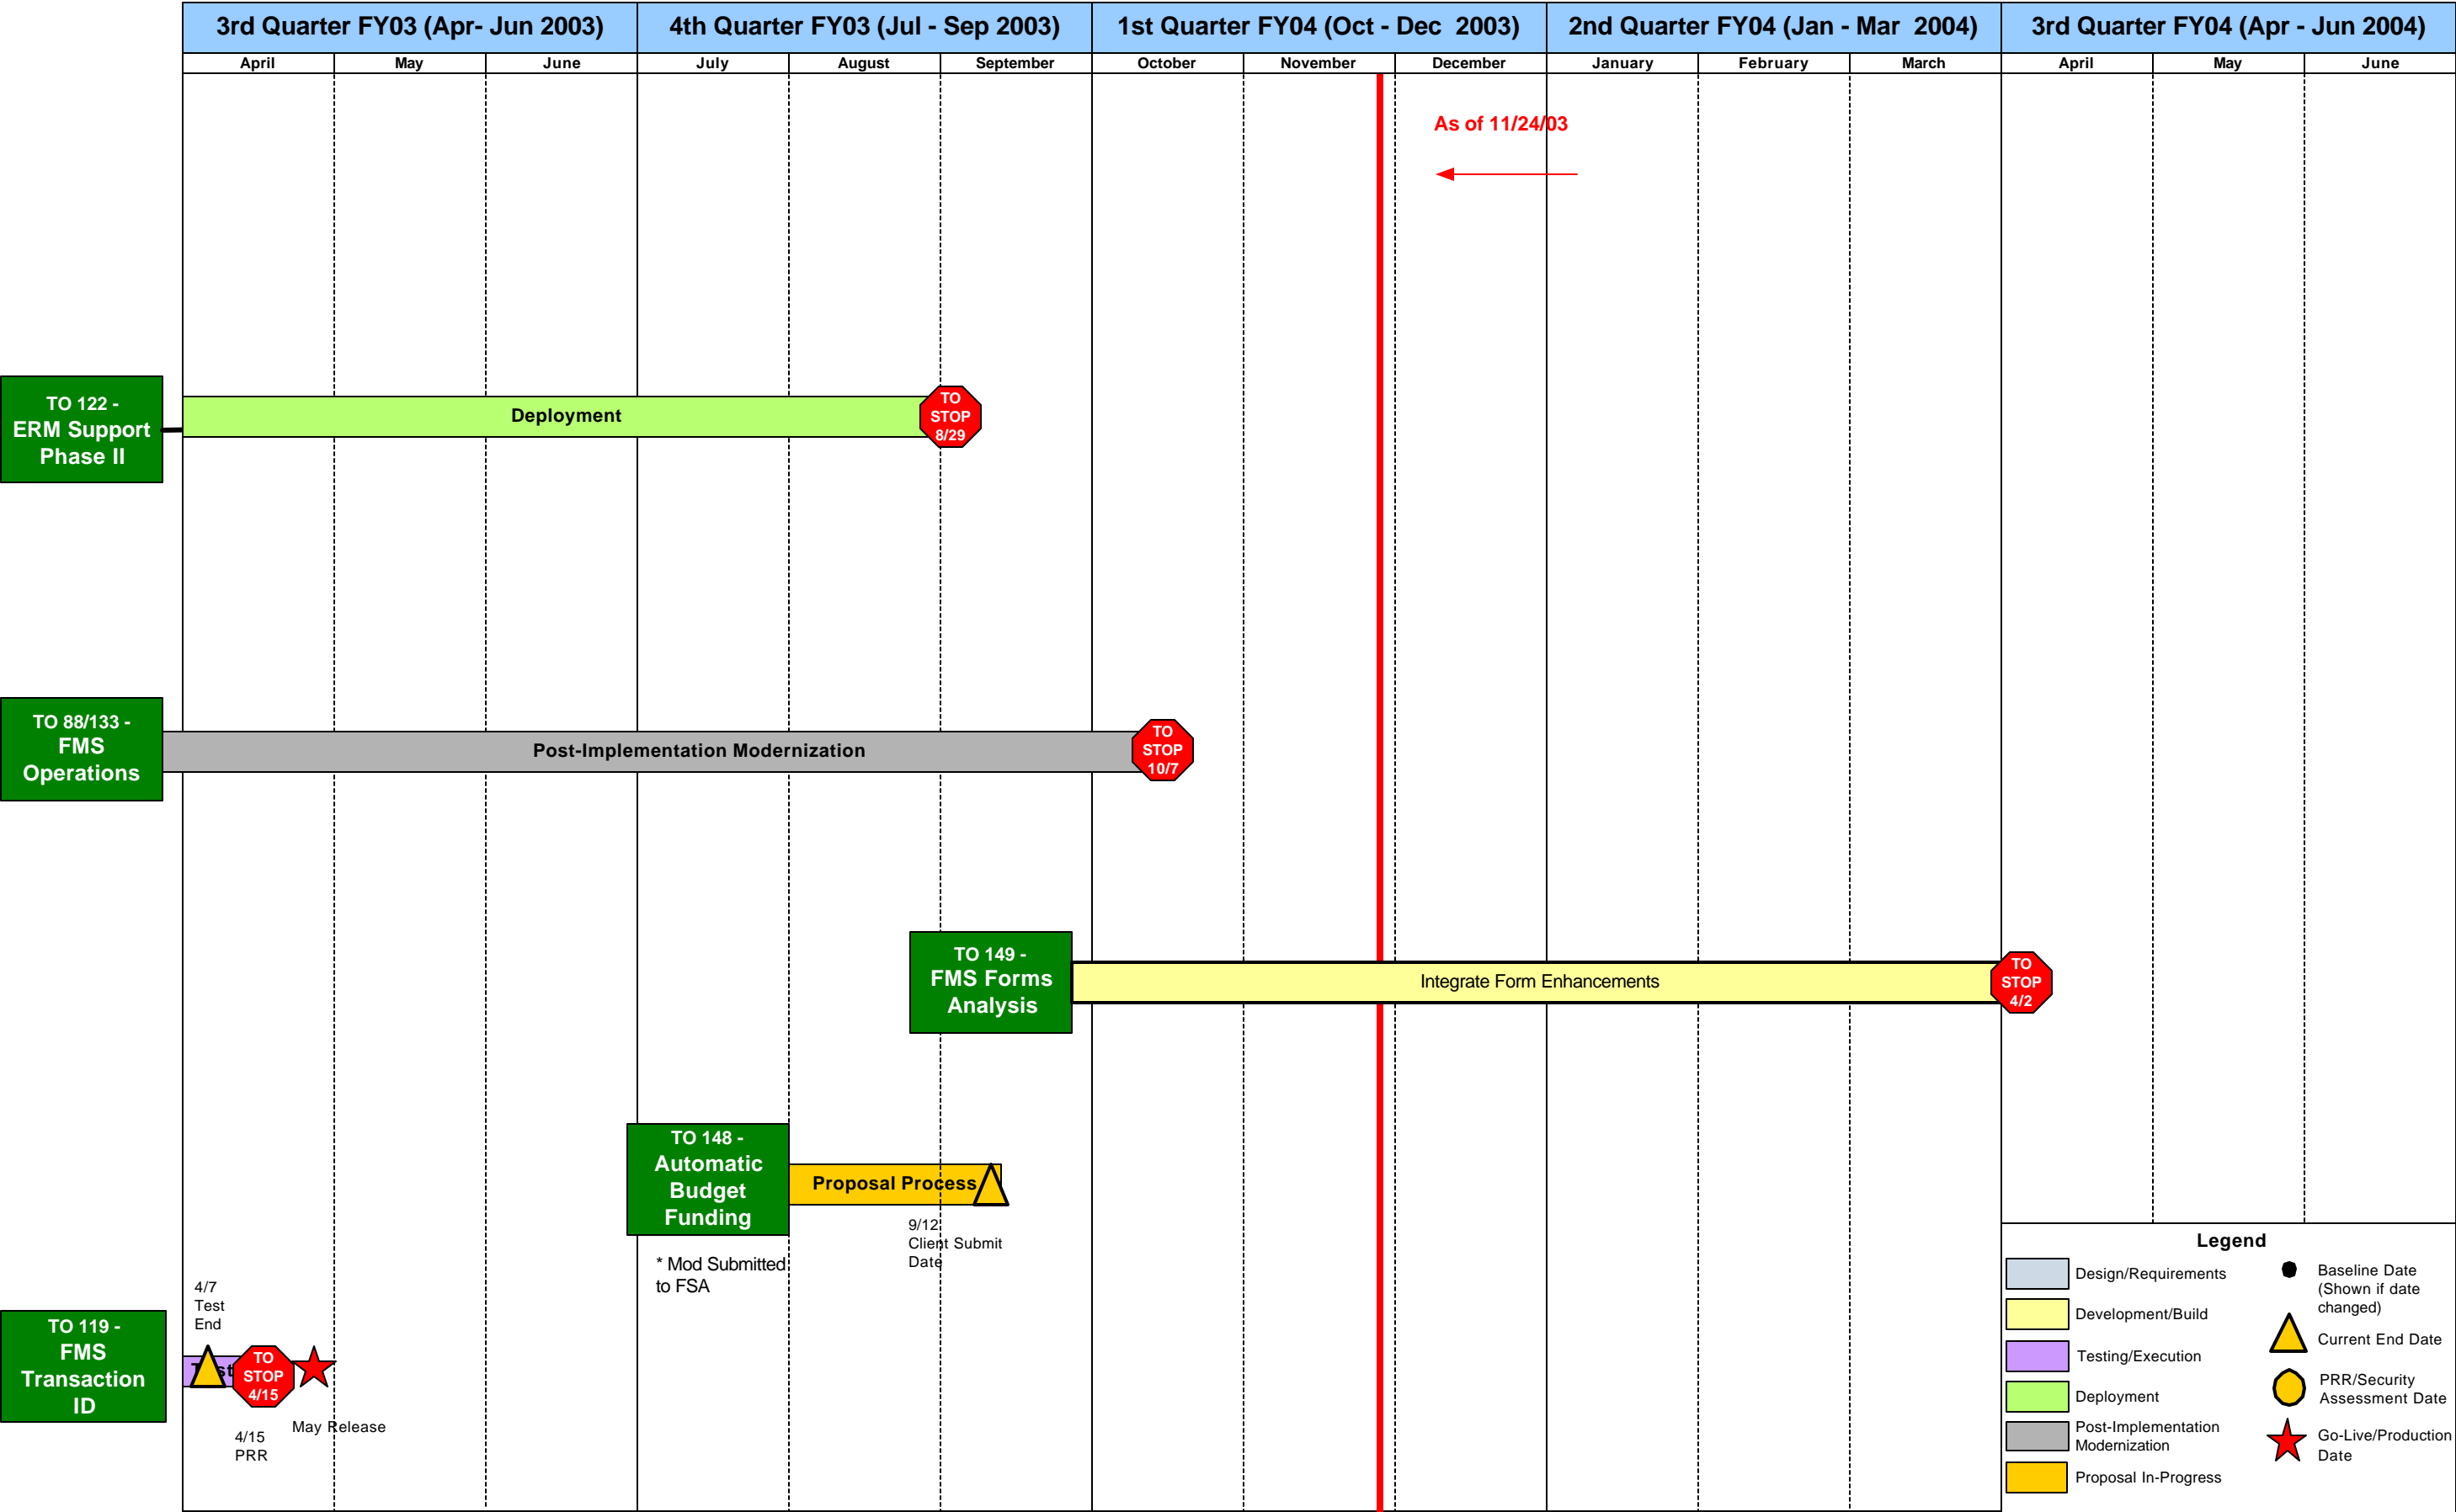 3rd Quarter FY03 (Apr- Jun 2003)
4th Quarter FY03 (Jul - Sep 2003)
1st Quarter FY04 (Oct - Dec 2003)
2nd Quarter FY04 (Jan - Mar 2004)
3rd Quarter FY04 (Apr - Jun 2004)
April
May
June
July
August
September
October
November
December
January
February
March
April
May
June
As of 11/24/03
TO 122 -
ERM Support
Phase II
Deployment
TO
STOP
8/29
TO 88/133 -
FMS
Operations
Post-Implementation Modernization
TO
STOP
10/7
TO 149 -
FMS Forms
Analysis
Integrate Form Enhancements
TO
STOP
4/2
TO 148 -
Automatic
Budget
Funding
Proposal Process
9/12
Client Submit
Date
* Mod Submitted
to FSA
4/7
Test
End
TO 119 -
FMS
Transaction
ID
Test
TO
STOP
4/15
4/15
PRR
May Release
Legend
Design/Requirements
Development/Build
Testing/Execution
Deployment
Post-Implementation
Modernization
Proposal In-Progress
Baseline Date
(Shown if date
changed)
Current End Date
PRR/Security
Assessment Date
Go-Live/Production
Date